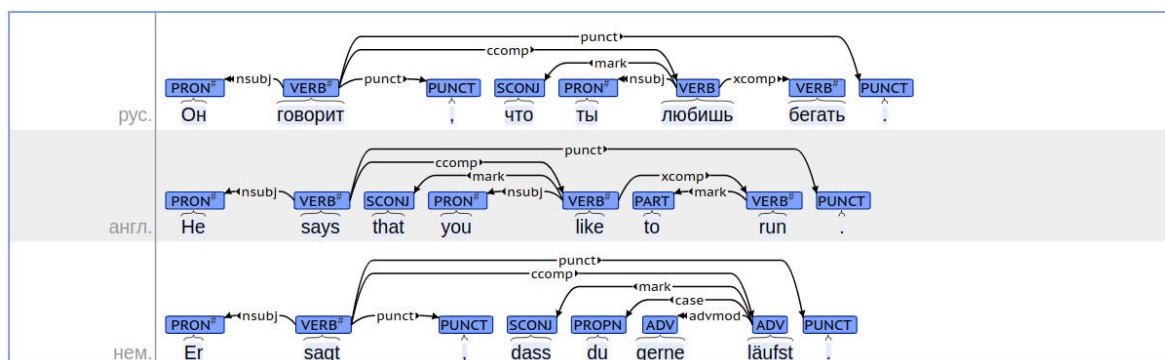 punct
ccomp
mark
nsubj punct nsubj xcomp
PRON# VERB# PUNCT SCONJ PRON# VERB VERB# PUNCT
рус. Он говорит , что ты любишь бегать .
punct
ccomp
mark xcomp
nsubj nsubj mark
PRON# VERB# SCONJ PRON# VERB# PART VERB# PUNCT
англ. He says that you like to run .
punct
ccomp
mark
case
nsubj punct advmod
PRON# VERB# PUNCT SCONJ PROPN ADV ADV PUNCT
нем. Er sagt , dass du gerne läufst .